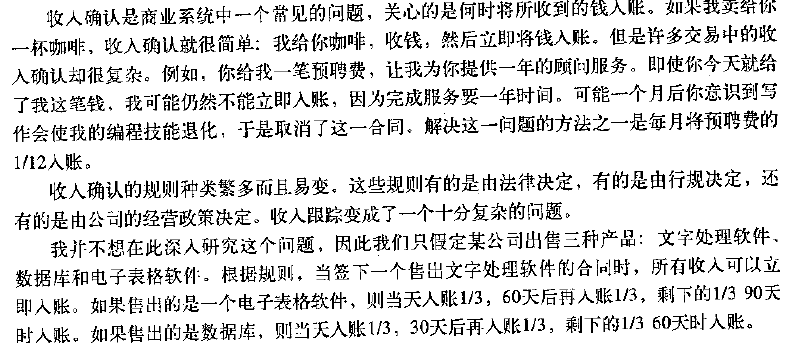 收入确认是商业系统中一个常见的问题，关心的是何时将所收到的钱入账。如果我卖给你
一杯咖啡，收入确认就很简单：我给你咖啡，收钱，然后立即将钱入账。但是许多交易中的收
入确认却很复杂。例如，你给我一笔预聘费，让我为你提供一年的顾问服务。即使你今天就给
了我这笔钱，我可能仍然不能立即入账，因为完成服务要一年时间。可能一个月后你意识到写
作会使我的编程技能退化，于是取消了这一合同。解决这一问题的方法之一是每月将预聘费的
1/12入账。
收入确认的规则种类繁多而且易变。这些规则有的是由法律决定，有的是由行规决定，还
有的是由公司的经营政策决定。收入跟踪变成了一个十分复杂的问题。
我并不想在此深入研究这个问题，因此我们只假定某公司出售三种产品：文字处理软件、
数据库和电子表格软件。根据规则，当签下一个售出文字处理软件的合同时，所有收入可以立
即入账。如果售出的是一个电子表格软件，则当天入账1/3，60天后再入账1/3，剩下的1/3 90天
时入账。如果售出的是数据库，则当天入账1/3，30天后再入账1/3，剩下的1/3 60天时入账。